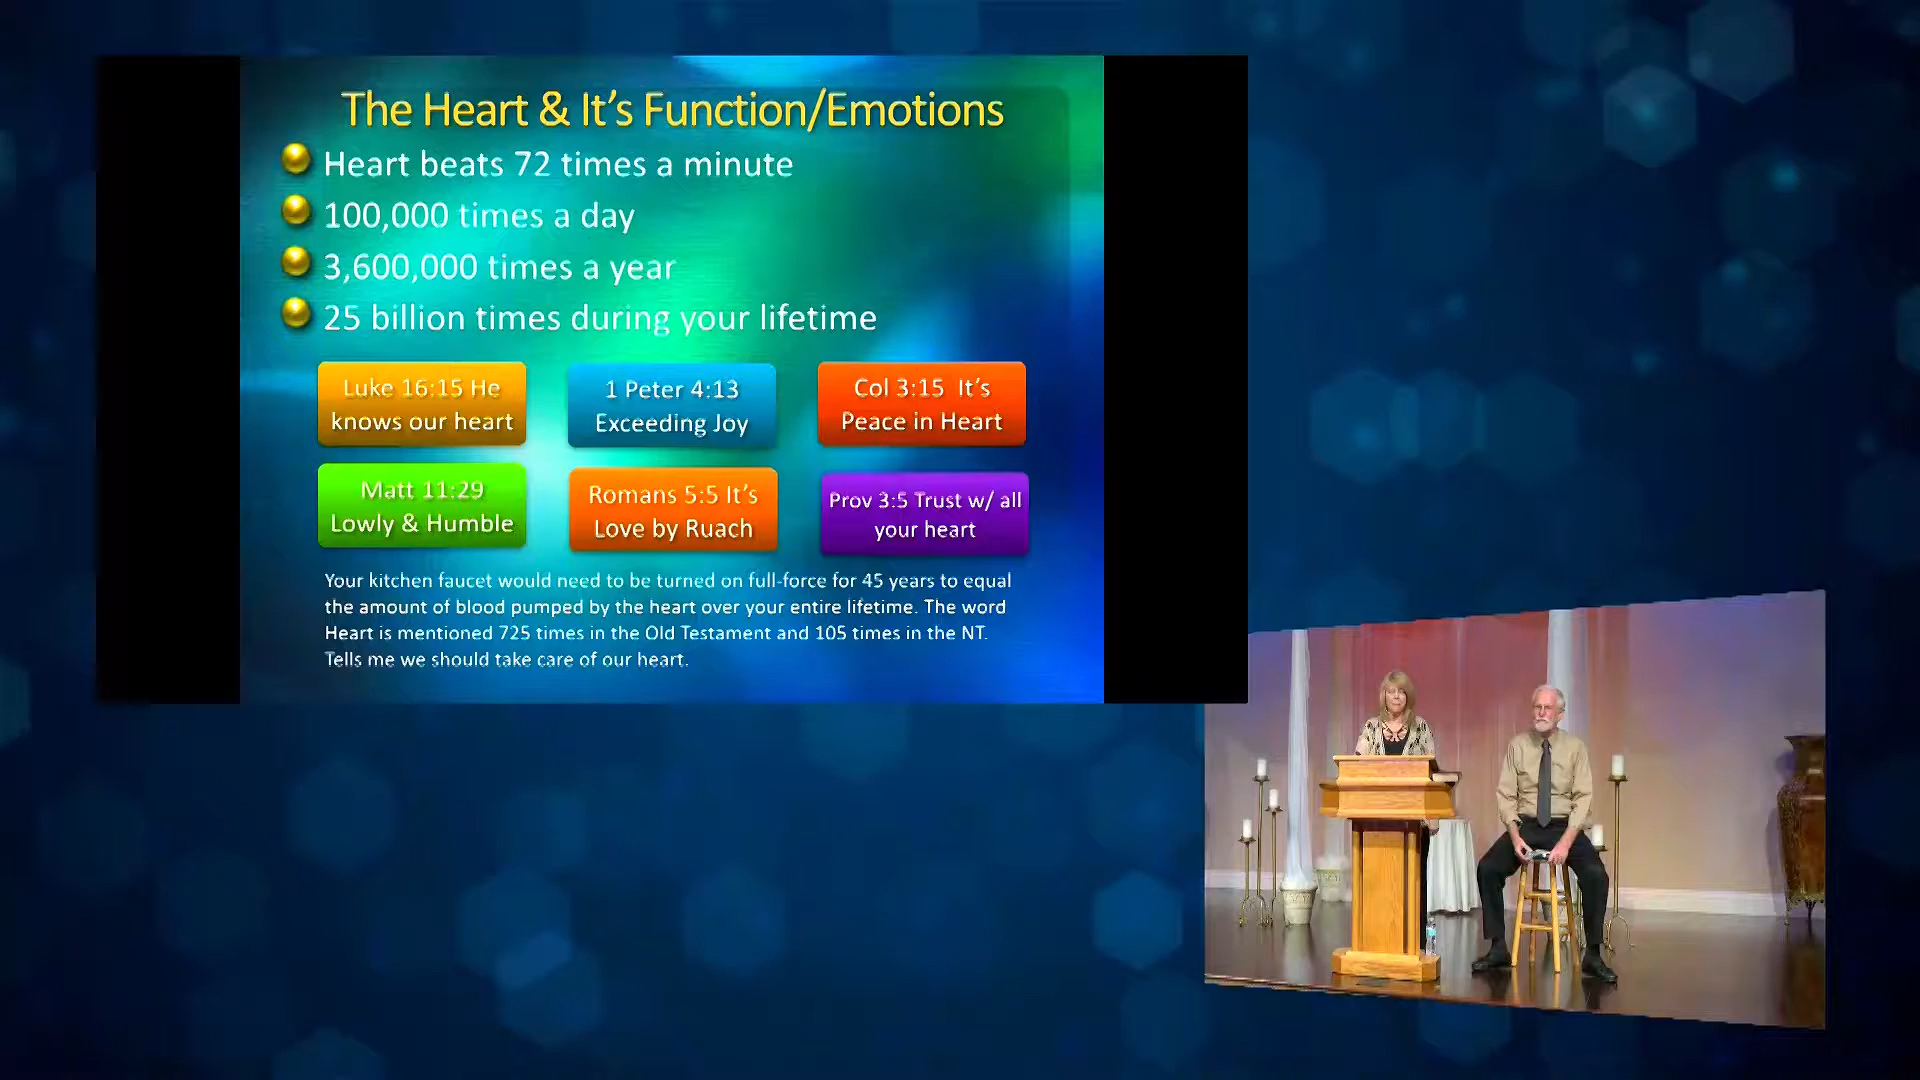 The Heart & It's Function/Emotions
Heart beats 72 times a minute
100,000 times a day
3,600,000 times a year
25 billion times during your lifetime
Luke 16:15 He
knows our heart
1 Peter 4:13
Exceeding Joy
Col 3:15 It's
Peace in Heart
Matt 11:29
Lowly & Humble
Romans 5:5 It's
Love by Ruach
Prov 3:5 Trust w/ all
your heart
Your kitchen faucet would need to be turned on full-force for 45 years to equal
the amount of blood pumped by the heart over your entire lifetime. The word
Heart is mentioned 725 times in the Old Testament and 105 times in the NT.
Tells me we should take care of our heart.